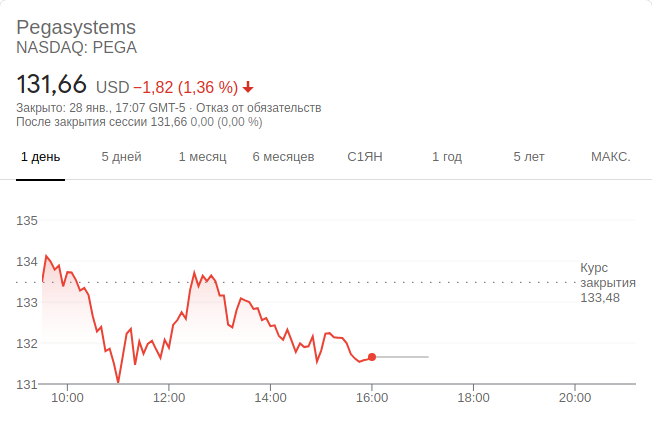 Pegasystems
NASDAQ: PEGA
131,66 USD −1,82 (1,36 %)
Закрыто: 28 янв., 17:07 GMT-5 · Отказ от обязательств
После закрытия сессии 131,66 0,00 (0,00 %)
1 день 5 дней 1 месяц 6 месяцев С1ЯН 1 год 5 лет МАКС.
135
134
133
132
131
Курс
закрытия
133,48
10:00 12:00 14:00 16:00 18:00 20:00